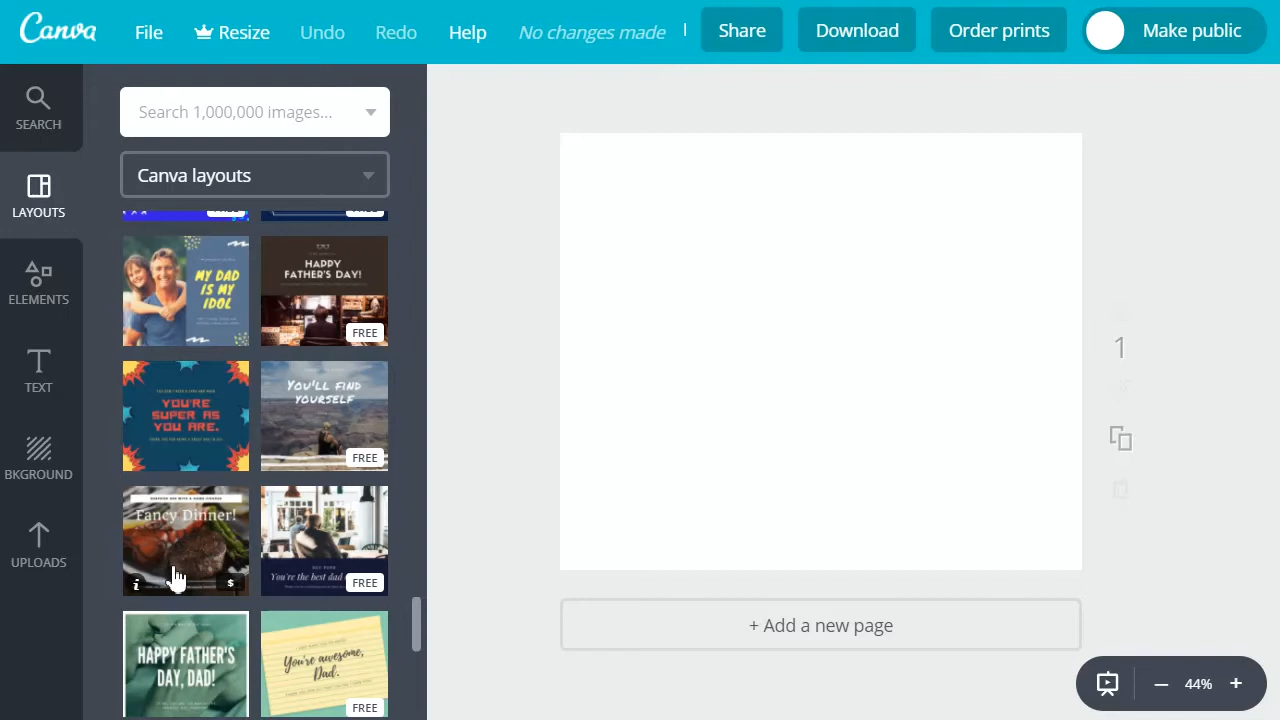 Canva
File
Resize
Undo
Redo
Help
No changes made
Share
Download
Order prints
Make public
SEARCH
LAYOUTS
ELEMENTS
TEXT
BKGROUND
UPLOADS
Search 1,000,000 images...
Canva layouts
MY DAD
IS MY
IDOL
HAPPY
FATHER'S DAY!
FREE
YOU'RE
SUPER AS
YOU ARE.
YOU'LL FIND
YOURSELF
FREE
Fancy Dinner!
i
$
You're the best dad
FREE
HAPPY FATHER'S
DAY, DAD!
You're awesome,
Dad.
FREE
1
+ Add a new page
44%